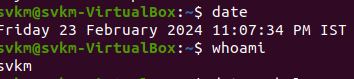 svkm@svkm-VirtualBox:~$ date
Friday 23 February 2024 11:07:34 PM IST
svkm@svkm-VirtualBox:~$ whoami
svkm